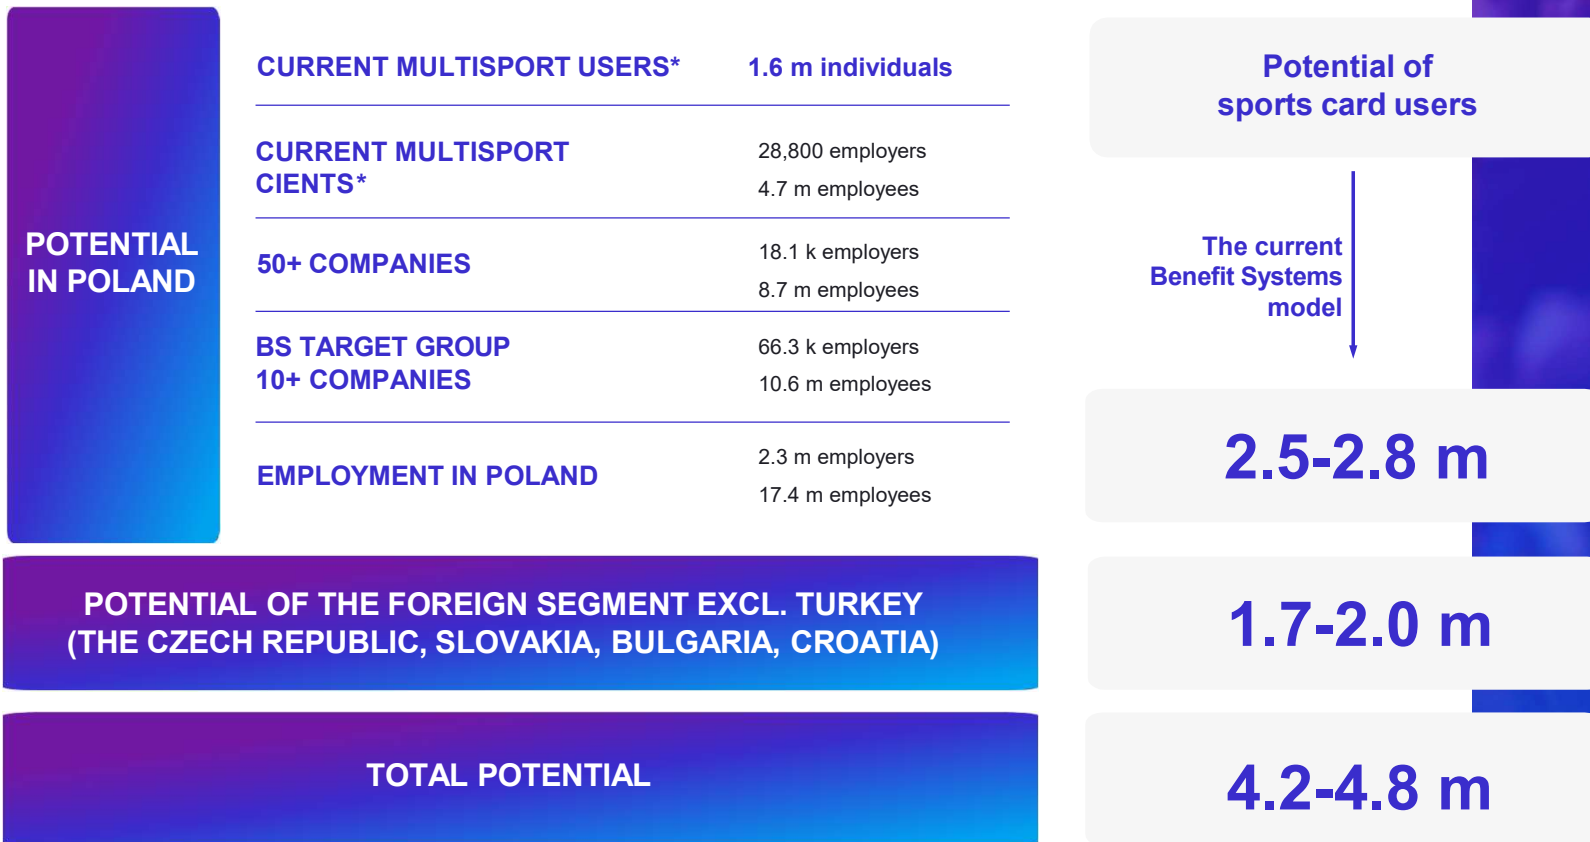 POTENTIAL
IN POLAND
CURRENT MULTISPORT USERS*
1.6 m individuals
CURRENT MULTISPORT
CIENTS*
28,800 employers
4.7 m employees
50+ COMPANIES
18.1 k employers
8.7 m employees
BS TARGET GROUP
10+ COMPANIES
66.3 k employers
10.6 m employees
EMPLOYMENT IN POLAND
2.3 m employers
17.4 m employees
Potential of
sports card users
The current
Benefit Systems
model
2.5-2.8 m
POTENTIAL OF THE FOREIGN SEGMENT EXCL. TURKEY
(THE CZECH REPUBLIC, SLOVAKIA, BULGARIA, CROATIA)
1.7-2.0 m
TOTAL POTENTIAL
4.2-4.8 m